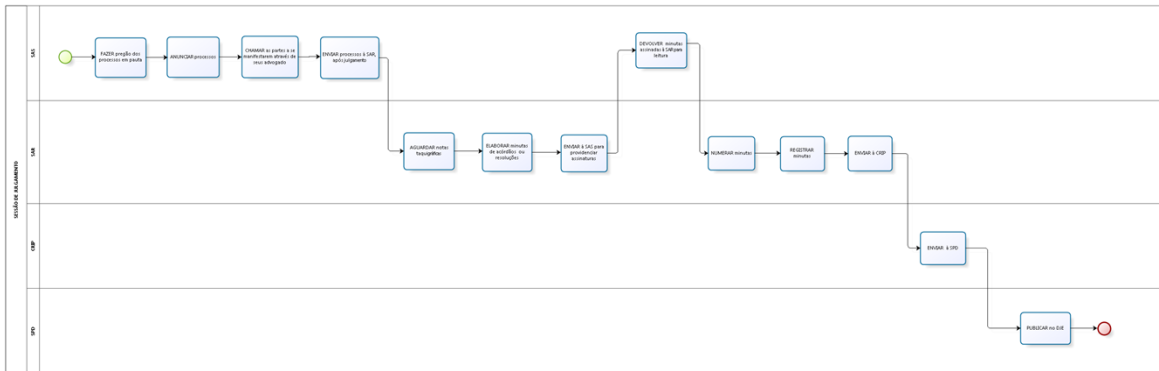 SESSÃO DE JULGAMENTO
SAS
FAZER pregão dos
processos em pauta
ANUNCIAR processos
CHAMAR as partes a se
manifestarem através de
seus advogado
ENVIAR processos à SAR,
após julgamento
DEVOLVER minutas
assinadas à SAR para
leitura
SAR
AGUARDAR notas
taquigráficas
ELABORAR minutas
de acórdãos ou
resoluções
ENVIAR à SAS para
providenciar
assinaturas
NUMERAR minutas
REGISTRAR
minutas
ENVIAR à CRIP
CRIP
ENVIAR à SPD
SPD
PUBLICAR no